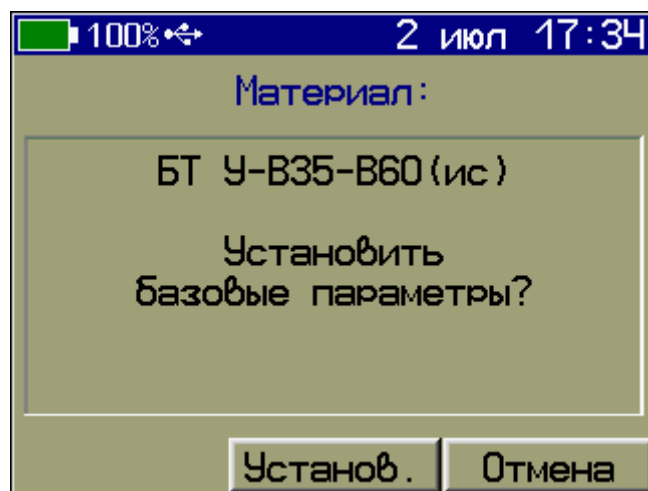 100% 2 июл 17:34
Материал:
БТ У-В35-В60(ис)
Установить
базовые параметры?
Установ. Отмена